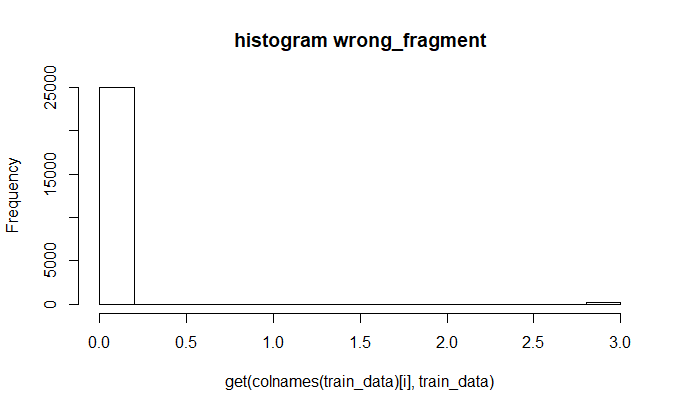 histogram wrong_fragment
Frequency
25000
15000
5000
0
0.0 0.5 1.0 1.5 2.0 2.5 3.0
get(colnames(train_data)[i], train_data)